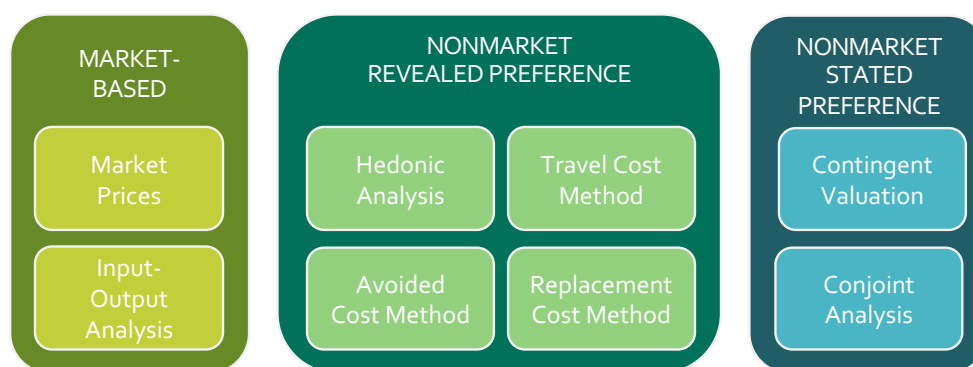 MARKET-
BASED
Market
Prices
Input-
Output
Analysis
NONMARKET
REVEALED PREFERENCE
Hedonic
Analysis
Travel Cost
Method
Avoided
Cost Method
Replacement
Cost Method
NONMARKET
STATED
PREFERENCE
Contingent
Valuation
Conjoint
Analysis